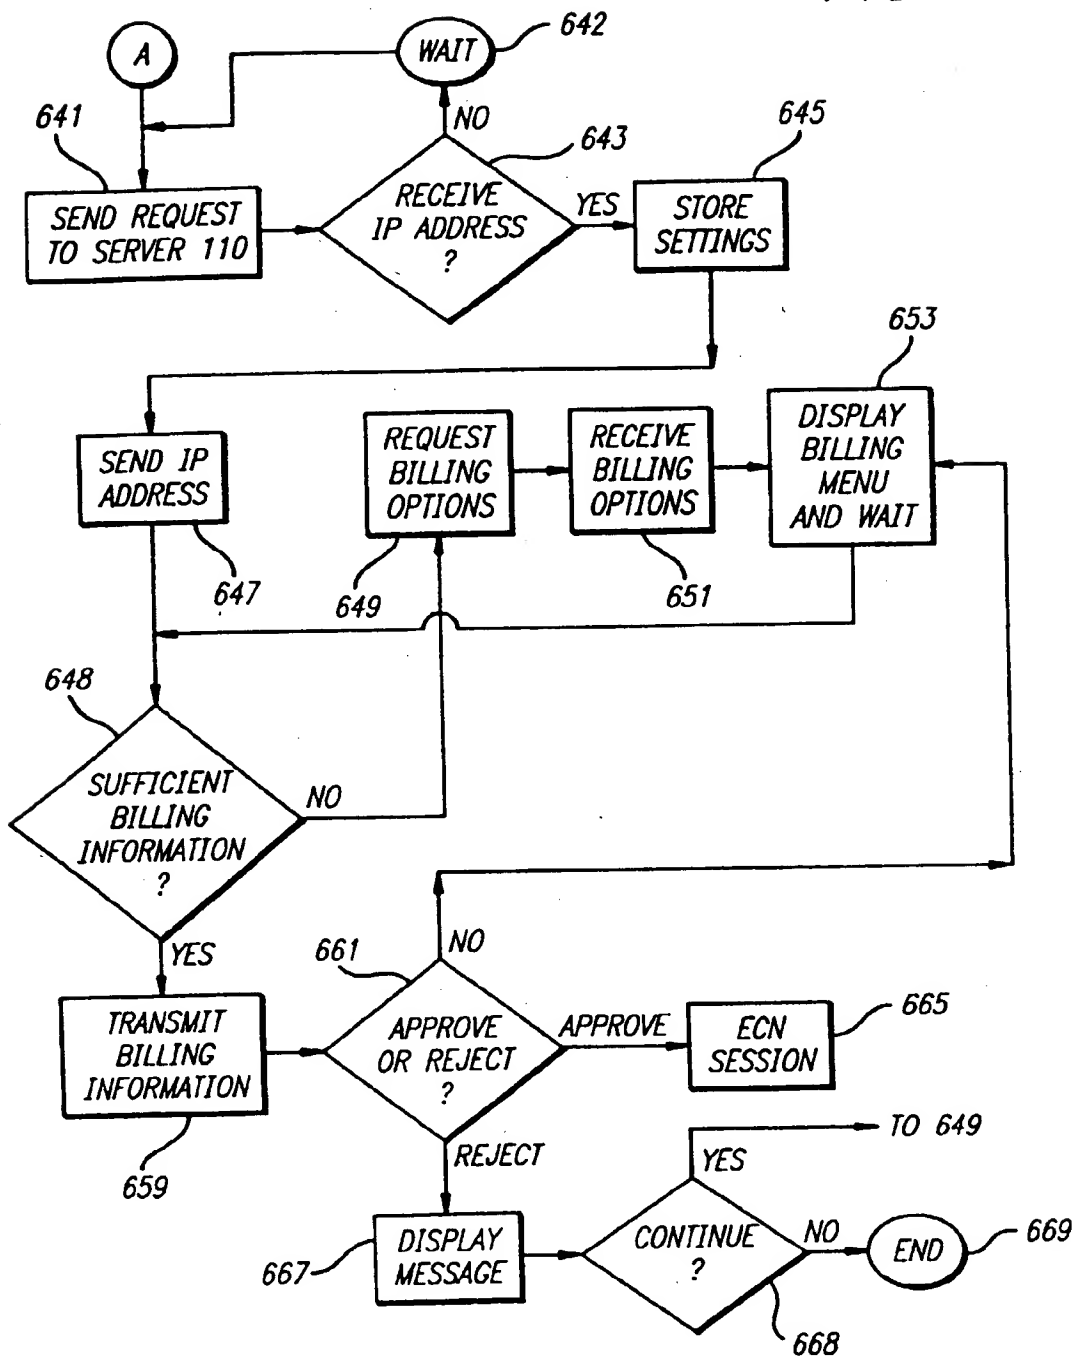 A
WAIT
642
641
NO
643
645
SEND REQUEST
TO SERVER 110
RECEIVE
IP ADDRESS
?
YES
STORE
SETTINGS
653
SEND IP
ADDRESS
REQUEST
BILLING
OPTIONS
RECEIVE
BILLING
OPTIONS
DISPLAY
BILLING
MENU
AND WAIT
647
649
651
648
SUFFICIENT
BILLING
INFORMATION
?
NO
YES
661
NO
TRANSMIT
BILLING
INFORMATION
APPROVE
OR REJECT
?
APPROVE
ECN
SESSION
665
659
REJECT
YES
TO 649
667
DISPLAY
MESSAGE
CONTINUE
?
NO
END
669
668